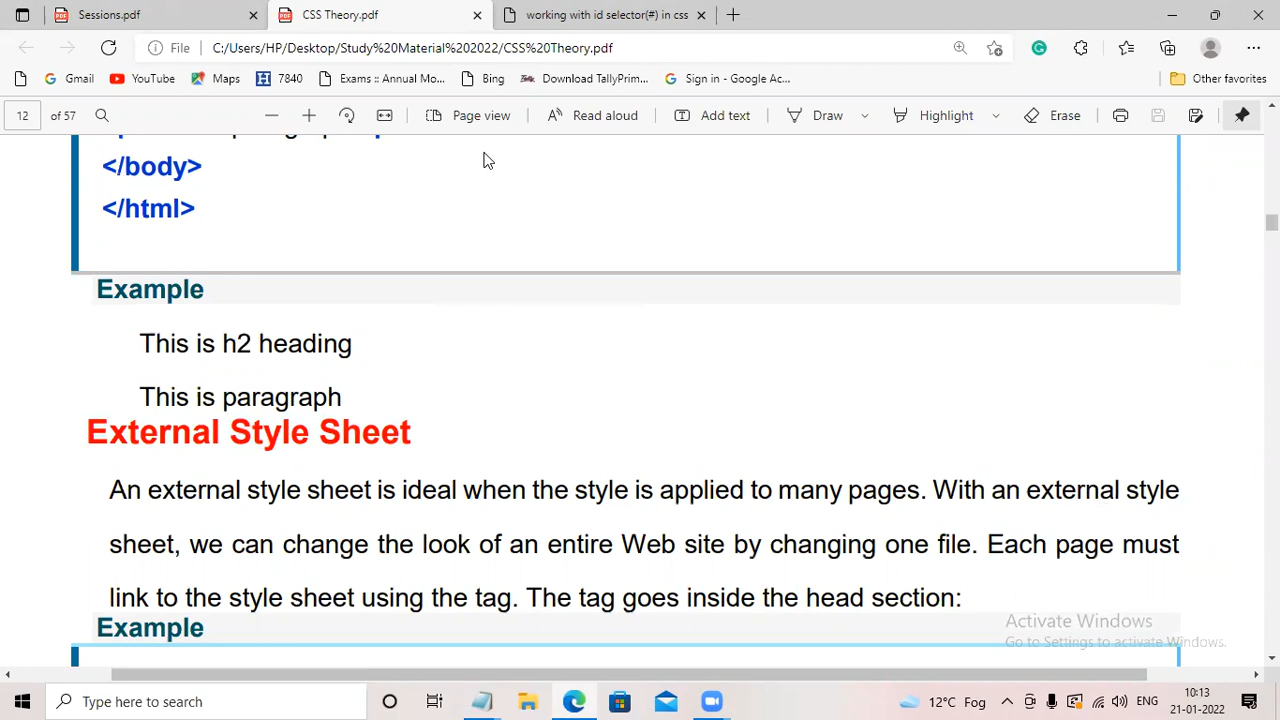 Sessions.pdf
CSS Theory.pdf
working with id selector(#) in css
File
C:/Users/HP/Desktop/Study%20Material%202022/CSS%20Theory.pdf
Gmail
YouTube
Maps
7840
Exams :: Annual Mo...
Bing
Download TallyPrim...
Sign in - Google Ac...
Other favorites
12 of 57
Page view
Read aloud
Add text
Draw
Highlight
Erase
</body>
</html>
Example
This is h2 heading
This is paragraph
External Style Sheet
An external style sheet is ideal when the style is applied to many pages. With an external style
sheet, we can change the look of an entire Web site by changing one file. Each page must
link to the style sheet using the tag. The tag goes inside the head section:
Example
Activate Windows
Go to Settings to activate Windows.
Type here to search
12°C Fog
ENG
10:13
21-01-2022